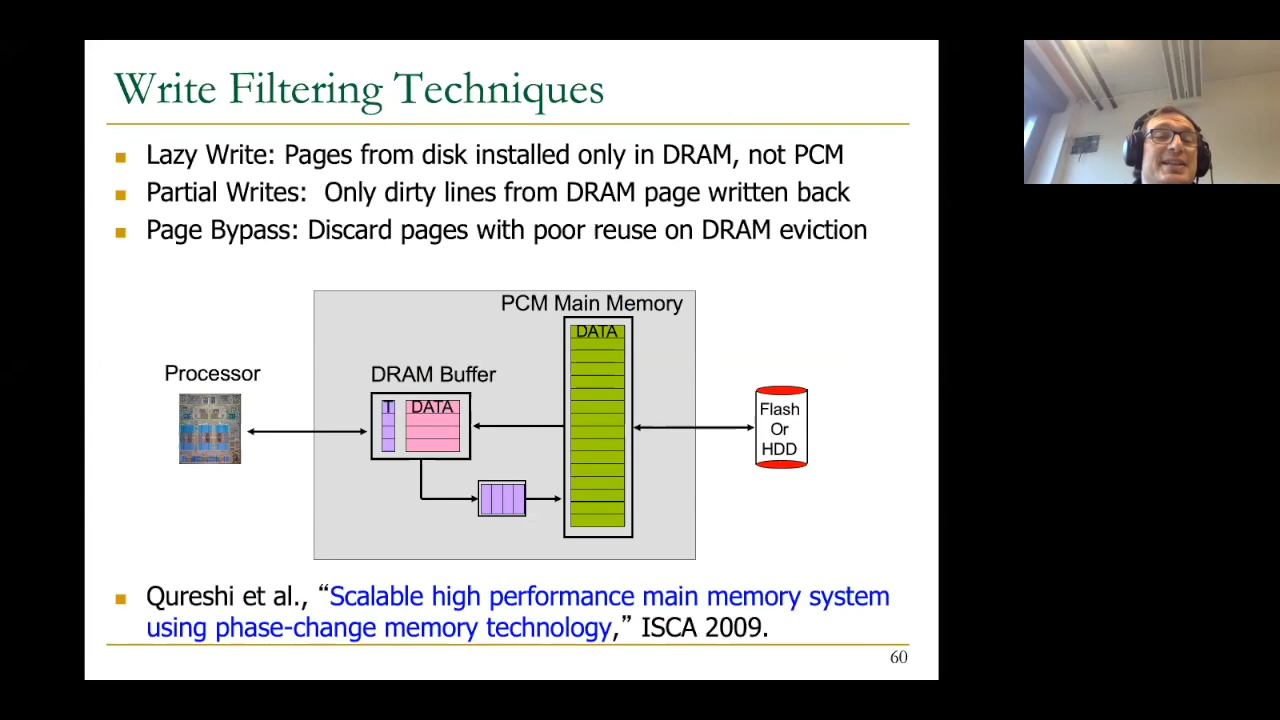 Write Filtering Techniques
Lazy Write: Pages from disk installed only in DRAM, not PCM
Partial Writes: Only dirty lines from DRAM page written back
Page Bypass: Discard pages with poor reuse on DRAM eviction
PCM Main Memory
DATA
Processor
DRAM Buffer
T DATA
Flash
Or
HDD
Qureshi et al., “Scalable high performance main memory system
using phase-change memory technology,” ISCA 2009.
60